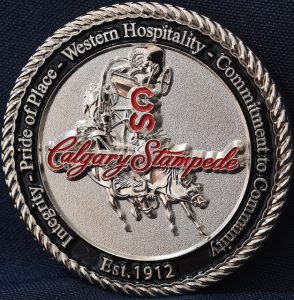 Integrity - Pride of Place - Western Hospitality - Commitment to Community
CS
Calgary Stampede
Est.1912